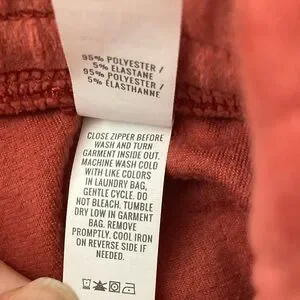 95% POLYESTER /
5% ELASTANE
95% POLYESTER /
5% ELASTHANNE
CLOSE ZIPPER BEFORE
WASH AND TURN
GARMENT INSIDE OUT.
MACHINE WASH COLD
WITH LIKE COLORS
IN LAUNDRY BAG,
GENTLE CYCLE. DO
NOT BLEACH. TUMBLE
DRY LOW IN GARMENT
BAG. REMOVE
PROMPTLY. COOL IRON
ON REVERSE SIDE IF
NEEDED.